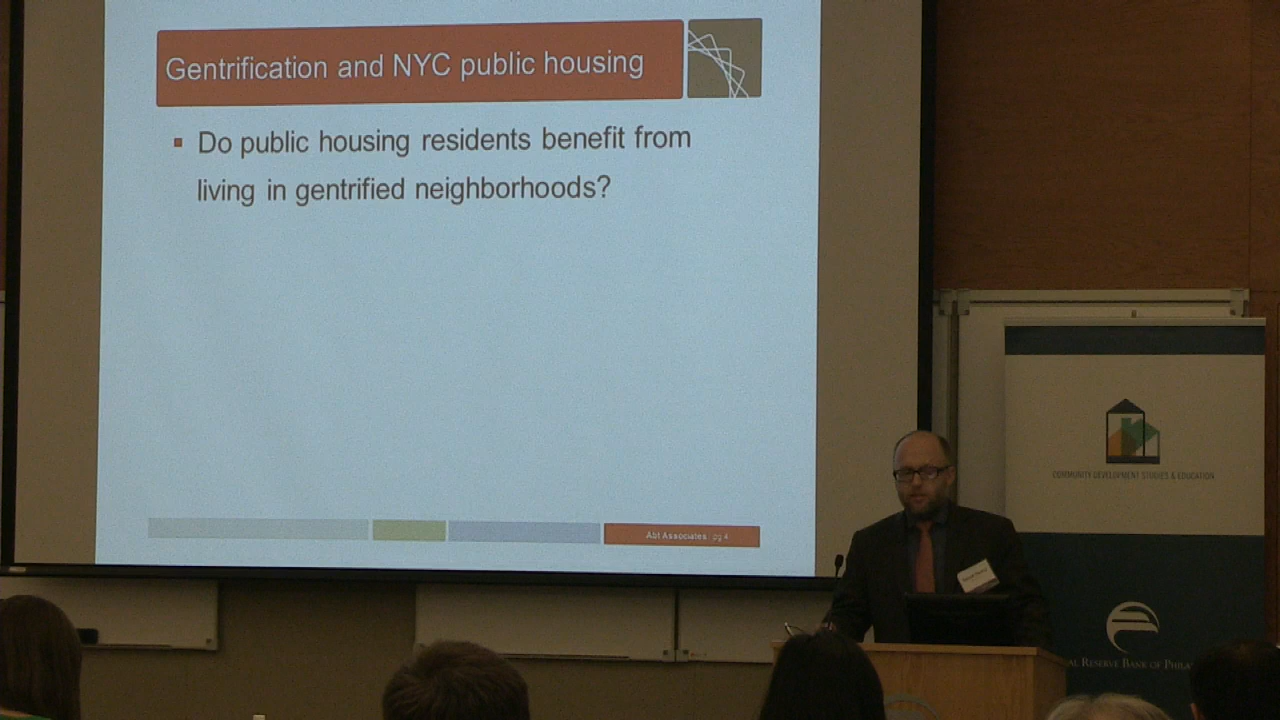 Gentrification and NYC public housing
Do public housing residents benefit from
living in gentrified neighborhoods?
Abt Associates pg 4
COMMUNITY DEVELOPMENT STUDIES & EDUCATION
AL RESERVE BANK OF PHILA